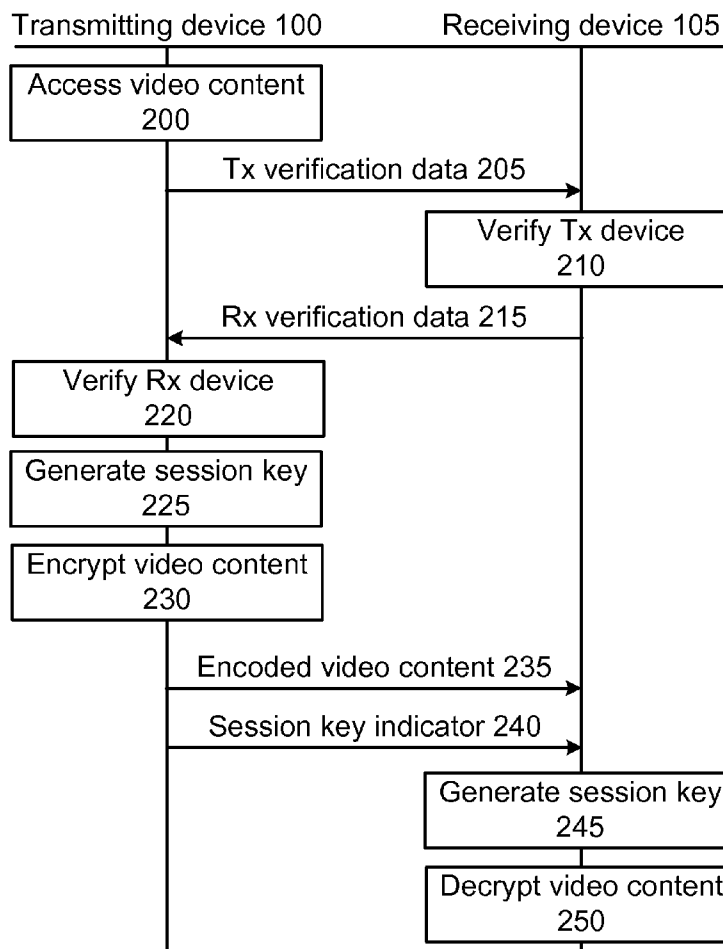 Transmitting device 100
Receiving device 105
Access video content
200
Tx verification data 205
Verify Tx device
210
Rx verification data 215
Verify Rx device
220
Generate session key
225
Encrypt video content
230
Encoded video content 235
Session key indicator 240
Generate session key
245
Decrypt video content
250